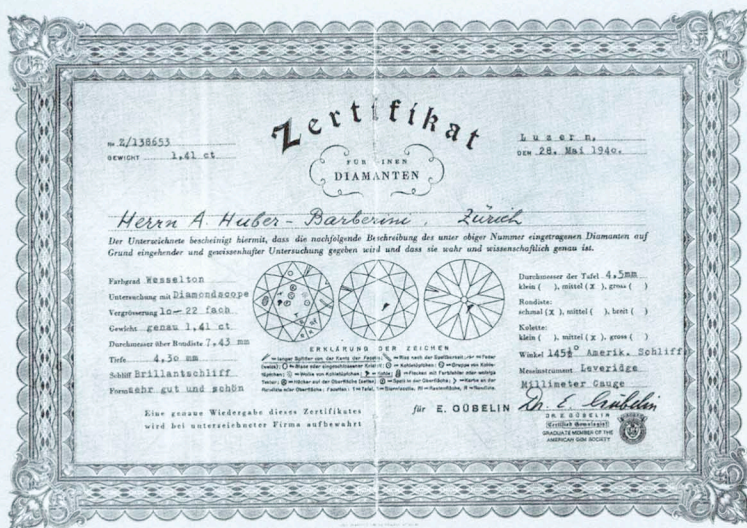 Zertifikat
FÜR EINEN
DIAMANTEN
No Z/138653
GEWICHT 1,41 ct
Luzern,
DEN 28. Mai 1940.
Herrn A. Huber - Barberini, Zürich
Der Unterzeichnete bescheinigt hiermit, dass die nachfolgende Beschreibung des unter obiger Nummer eingetragenen Diamanten auf
Grund eingehender und gewissenhafter Untersuchung gegeben wird und dass sie wahr und wissenschaftlich genau ist.
Farbgrad Wesselton
Untersuchung mit Diamondscope
Vergrösserung 10-22 fach
Gewicht genau 1,41 ct
Durchmesser über Rondiste 7,43 mm
Tiefe 4,30 mm
Schliff Brillantschliff
Form sehr gut und schön
Durchmesser der Tafel 4,5mm
klein ( ), mittel (x), gross ( )
Rondiste:
schmal (x), mittel ( ), breit ( )
Kolette:
klein ( ), mittel (x), gross ( )
Winkel 145½° Amerik. Schliff
Messinstrument Leveridge
Millimeter Gauge
ERKLÄRUNG DER ZEICHEN
Eine genaue Wiedergabe dieses Zertifikates
wird bei unterzeichneter Firma aufbewahrt
für E. GÜBELIN
Dr. E. Gübelin
DR. E. GÜBELIN
Certified Gemologist
GRADUATE MEMBER OF THE
AMERICAN GEM SOCIETY